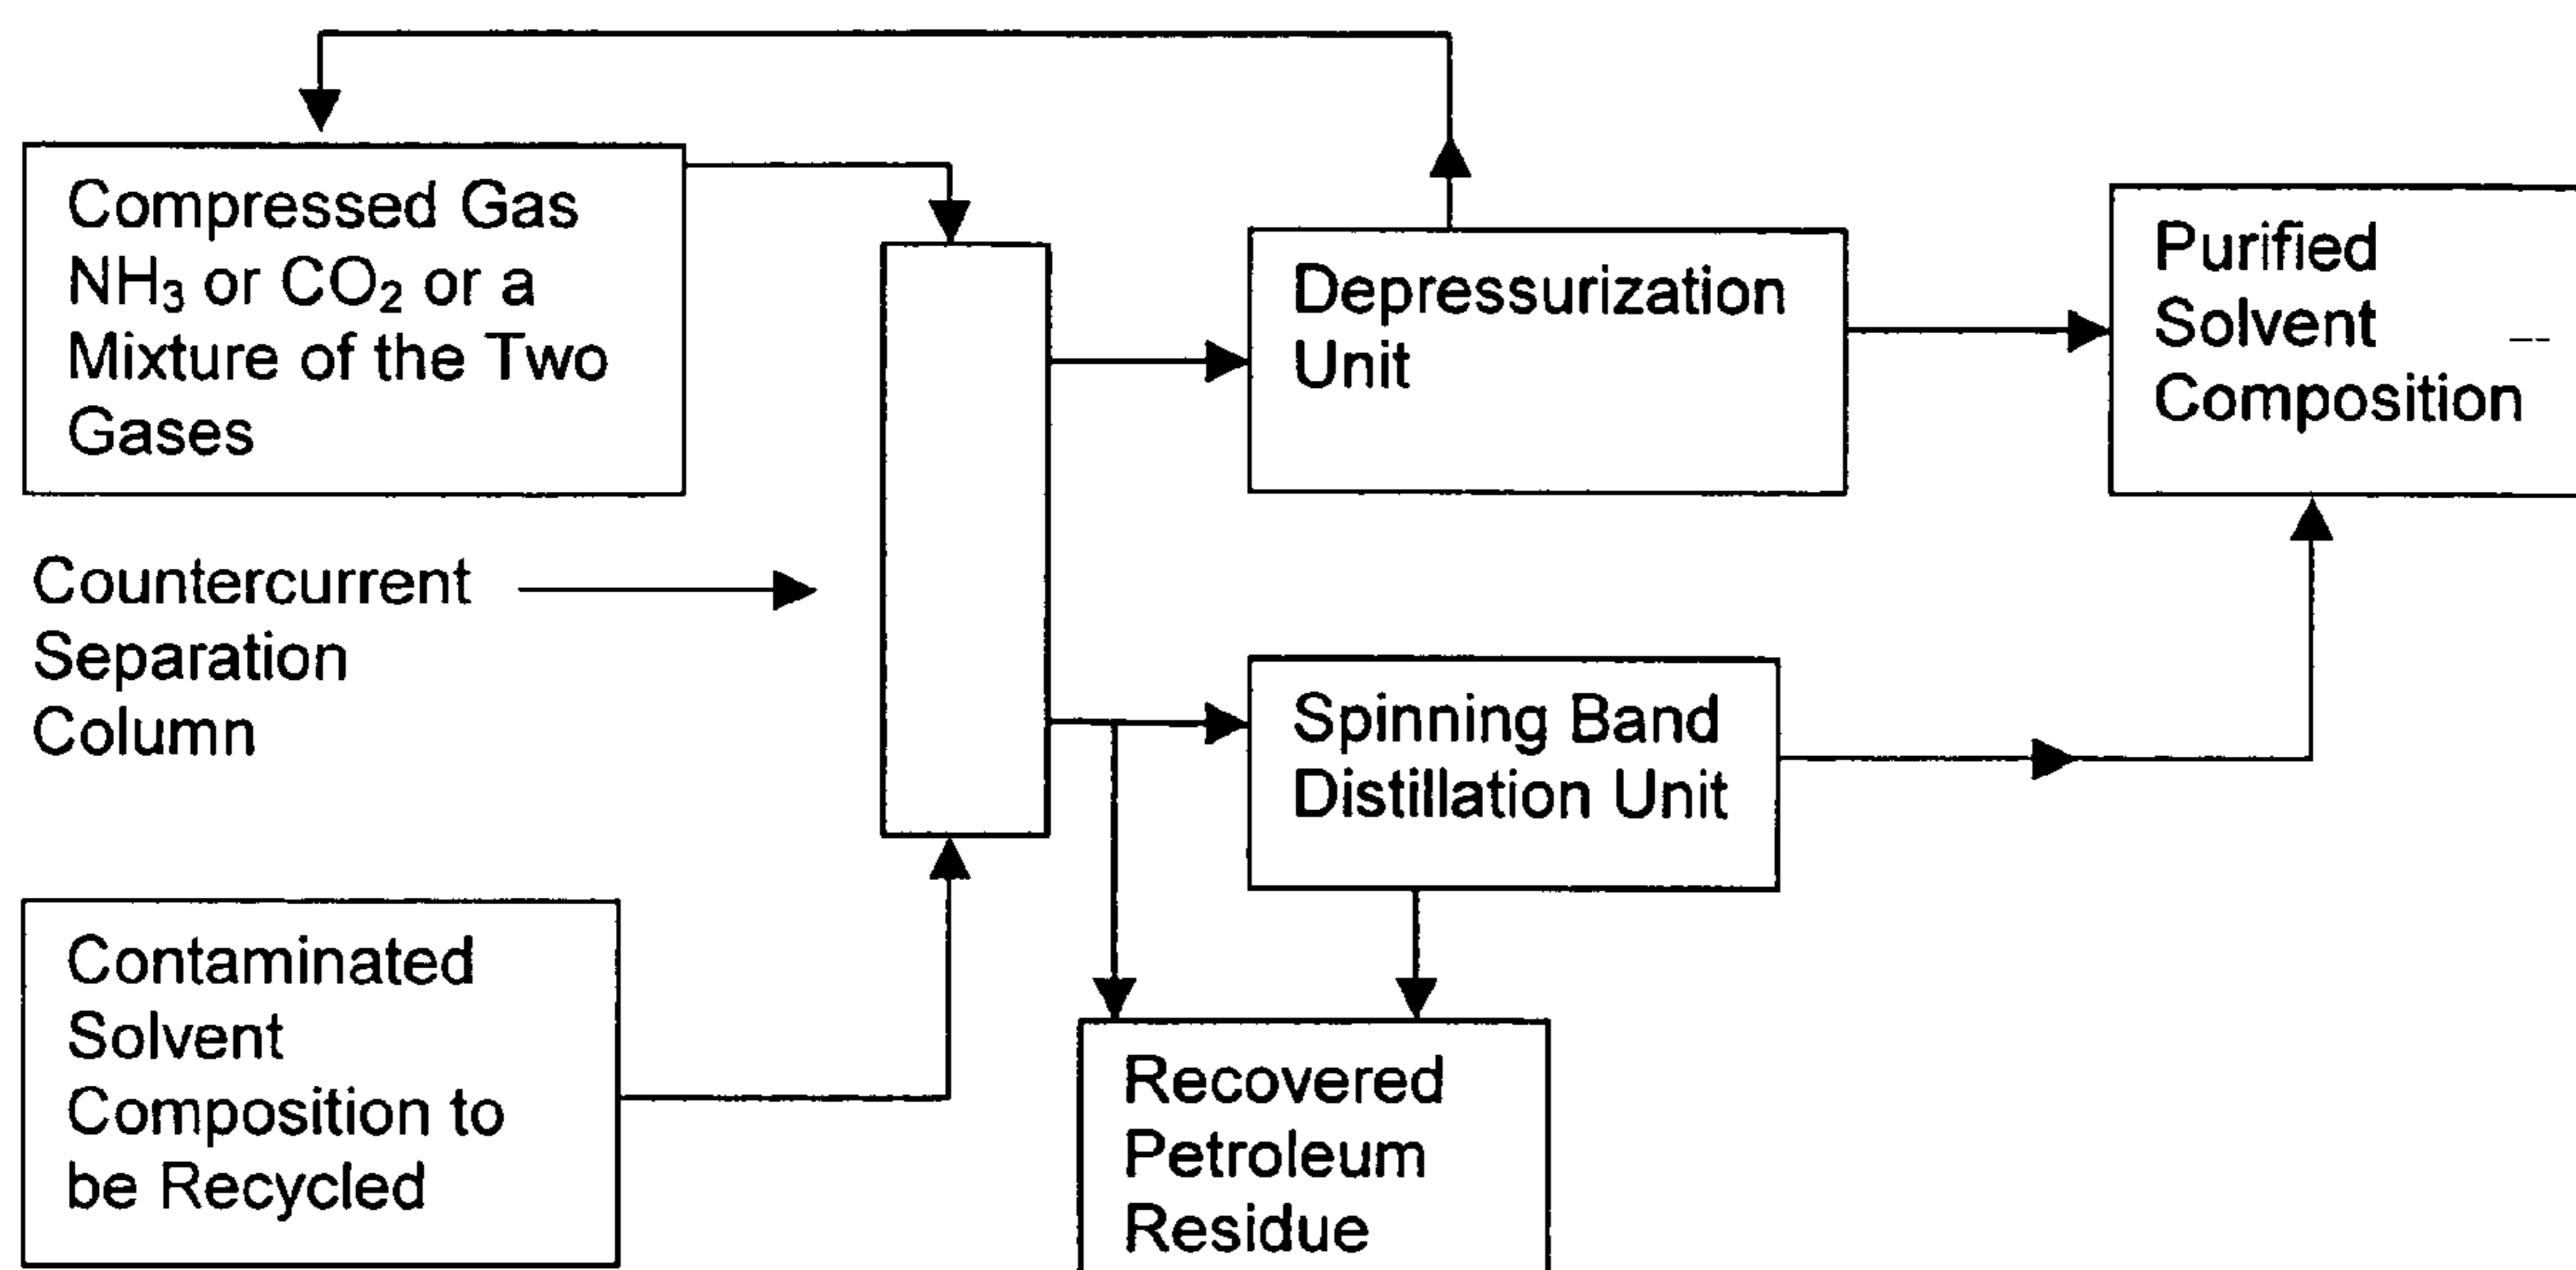 Compressed Gas
NH₃ or CO₂ or a
Mixture of the Two
Gases
Depressurization
Unit
Purified
Solvent
Composition
Countercurrent
Separation
Column
Spinning Band
Distillation Unit
Contaminated
Solvent
Composition to
be Recycled
Recovered
Petroleum
Residue